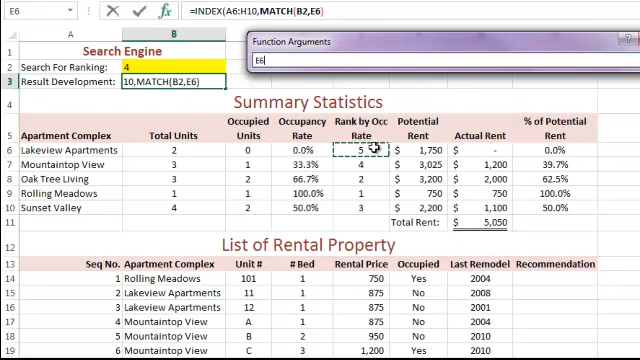 E6 =INDEX(A6:H10,MATCH(B2,E6)
A B C D E F G H
1 Search Engine
Function Arguments
2 Search For Ranking: 4
E6
3 Result Development: 10,MATCH(B2,E6)
4 Summary Statistics
Occupied Occupancy Rank by Occ Potential % of Potential
5 Apartment Complex Total Units Units Rate Rate Rent Actual Rent Rent
6 Lakeview Apartments 2 0 0.0% 5 $ 1,750 $ - 0.0%
7 Mountaintop View 3 1 33.3% 4 $ 3,025 $ 1,200 39.7%
8 Oak Tree Living 3 2 66.7% 2 $ 3,200 $ 2,000 62.5%
9 Rolling Meadows 1 1 100.0% 1 $ 750 $ 750 100.0%
10 Sunset Valley 4 2 50.0% 3 $ 2,200 $ 1,100 50.0%
11 Total Rent: $ 5,050
12 List of Rental Property
13 Seq No. Apartment Complex Unit # # Bed Rental Price Occupied Last Remodel Recommendation
14 1 Rolling Meadows 101 1 750 Yes 2004
15 2 Lakeview Apartments 11 1 875 No 2008
16 3 Lakeview Apartments 12 1 875 No 2001
17 4 Mountaintop View A 1 875 No 2010
18 5 Mountaintop View B 2 950 No 2010
19 6 Mountaintop View C 3 1,200 Yes 2010